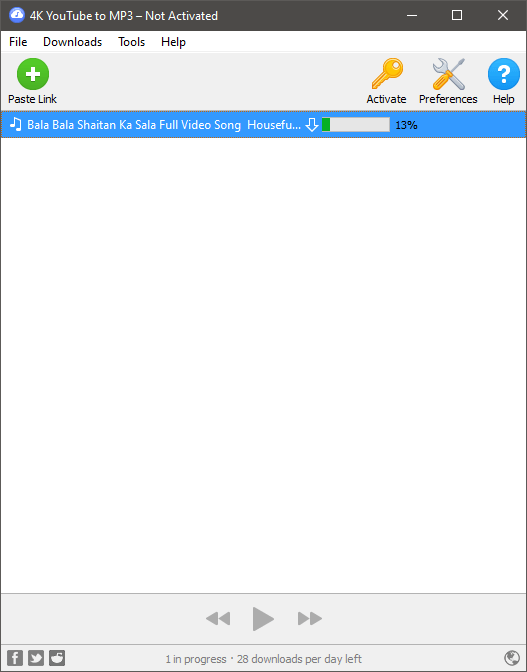 4K YouTube to MP3 – Not Activated
File Downloads Tools Help
Paste Link Activate Preferences Help
Bala Bala Shaitan Ka Sala Full Video Song Housefu... 13%
1 in progress · 28 downloads per day left